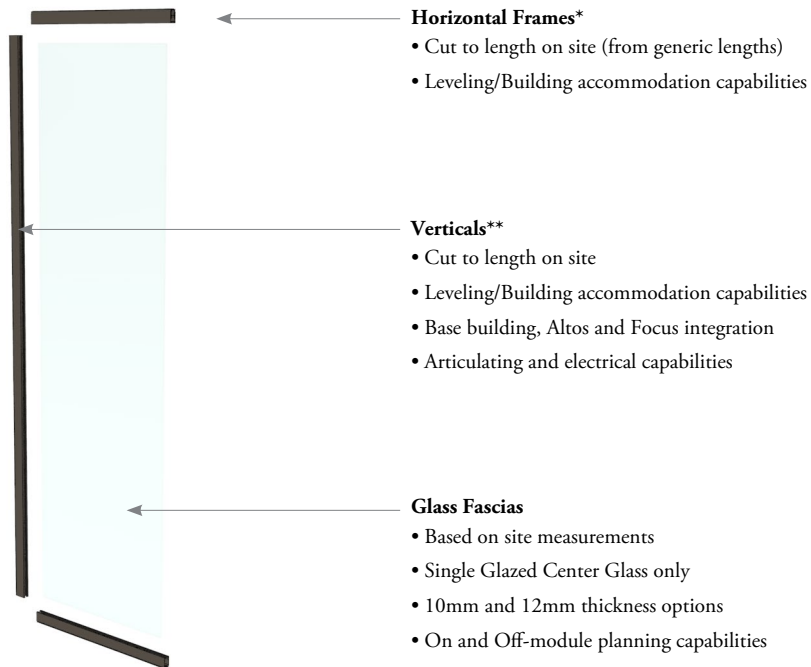 Horizontal Frames*
• Cut to length on site (from generic lengths)
• Leveling/Building accommodation capabilities
Verticals**
• Cut to length on site
• Leveling/Building accommodation capabilities
• Base building, Altos and Focus integration
• Articulating and electrical capabilities
Glass Fascias
• Based on site measurements
• Single Glazed Center Glass only
• 10mm and 12mm thickness options
• On and Off-module planning capabilities